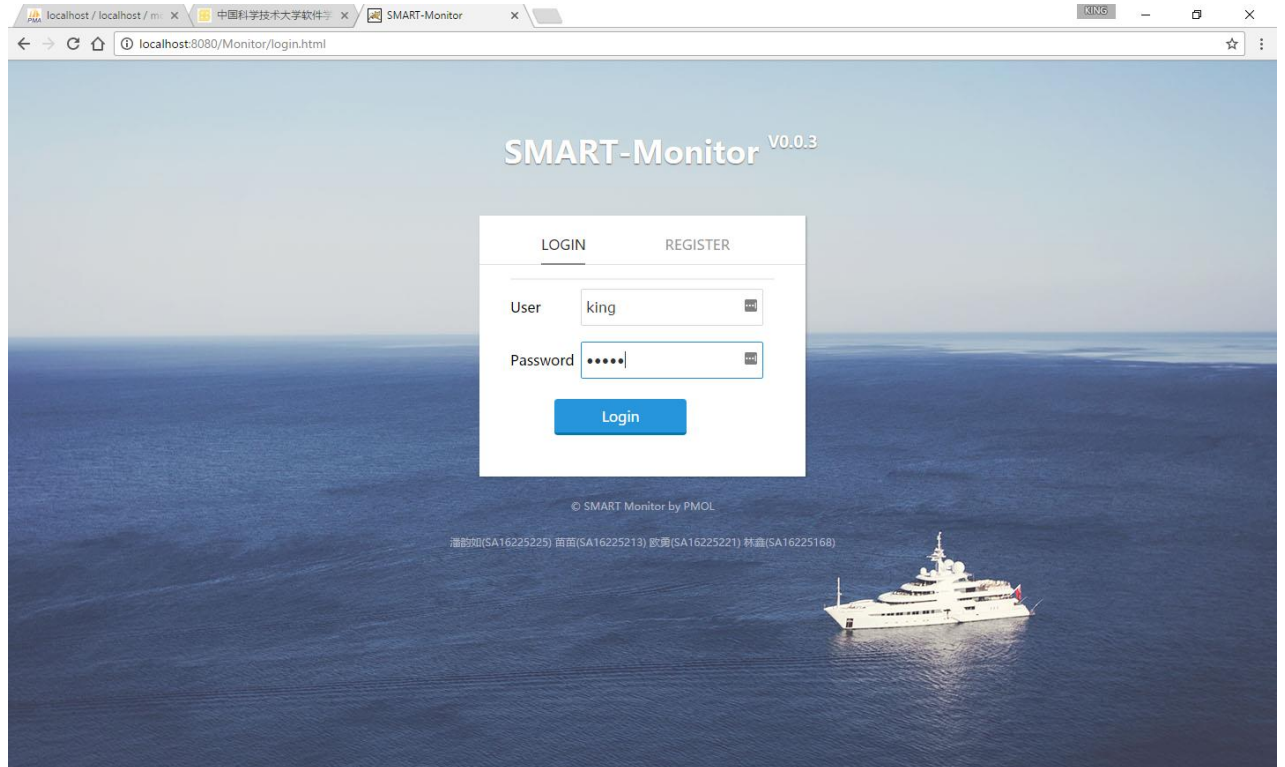 localhost / localhost / m
中国科学技术大学软件学
SMART-Monitor
KING
localhost:8080/Monitor/login.html
SMART-Monitor V0.0.3
LOGIN REGISTER
User king
Password •••••
Login
© SMART Monitor by PMOL
潘韵如(SA16225225) 苗苗(SA16225213) 欧勇(SA16225221) 林鑫(SA16225168)